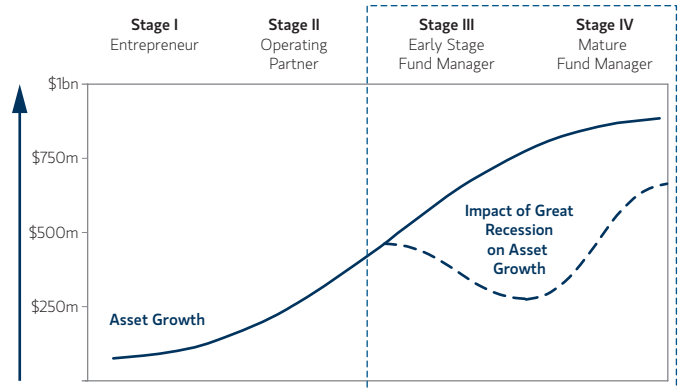 Stage I
Entrepreneur
Stage II
Operating
Partner
Stage III
Early Stage
Fund Manager
Stage IV
Mature
Fund Manager
$1bn
$750m
$500m
$250m
Impact of Great
Recession
on Asset
Growth
Asset Growth